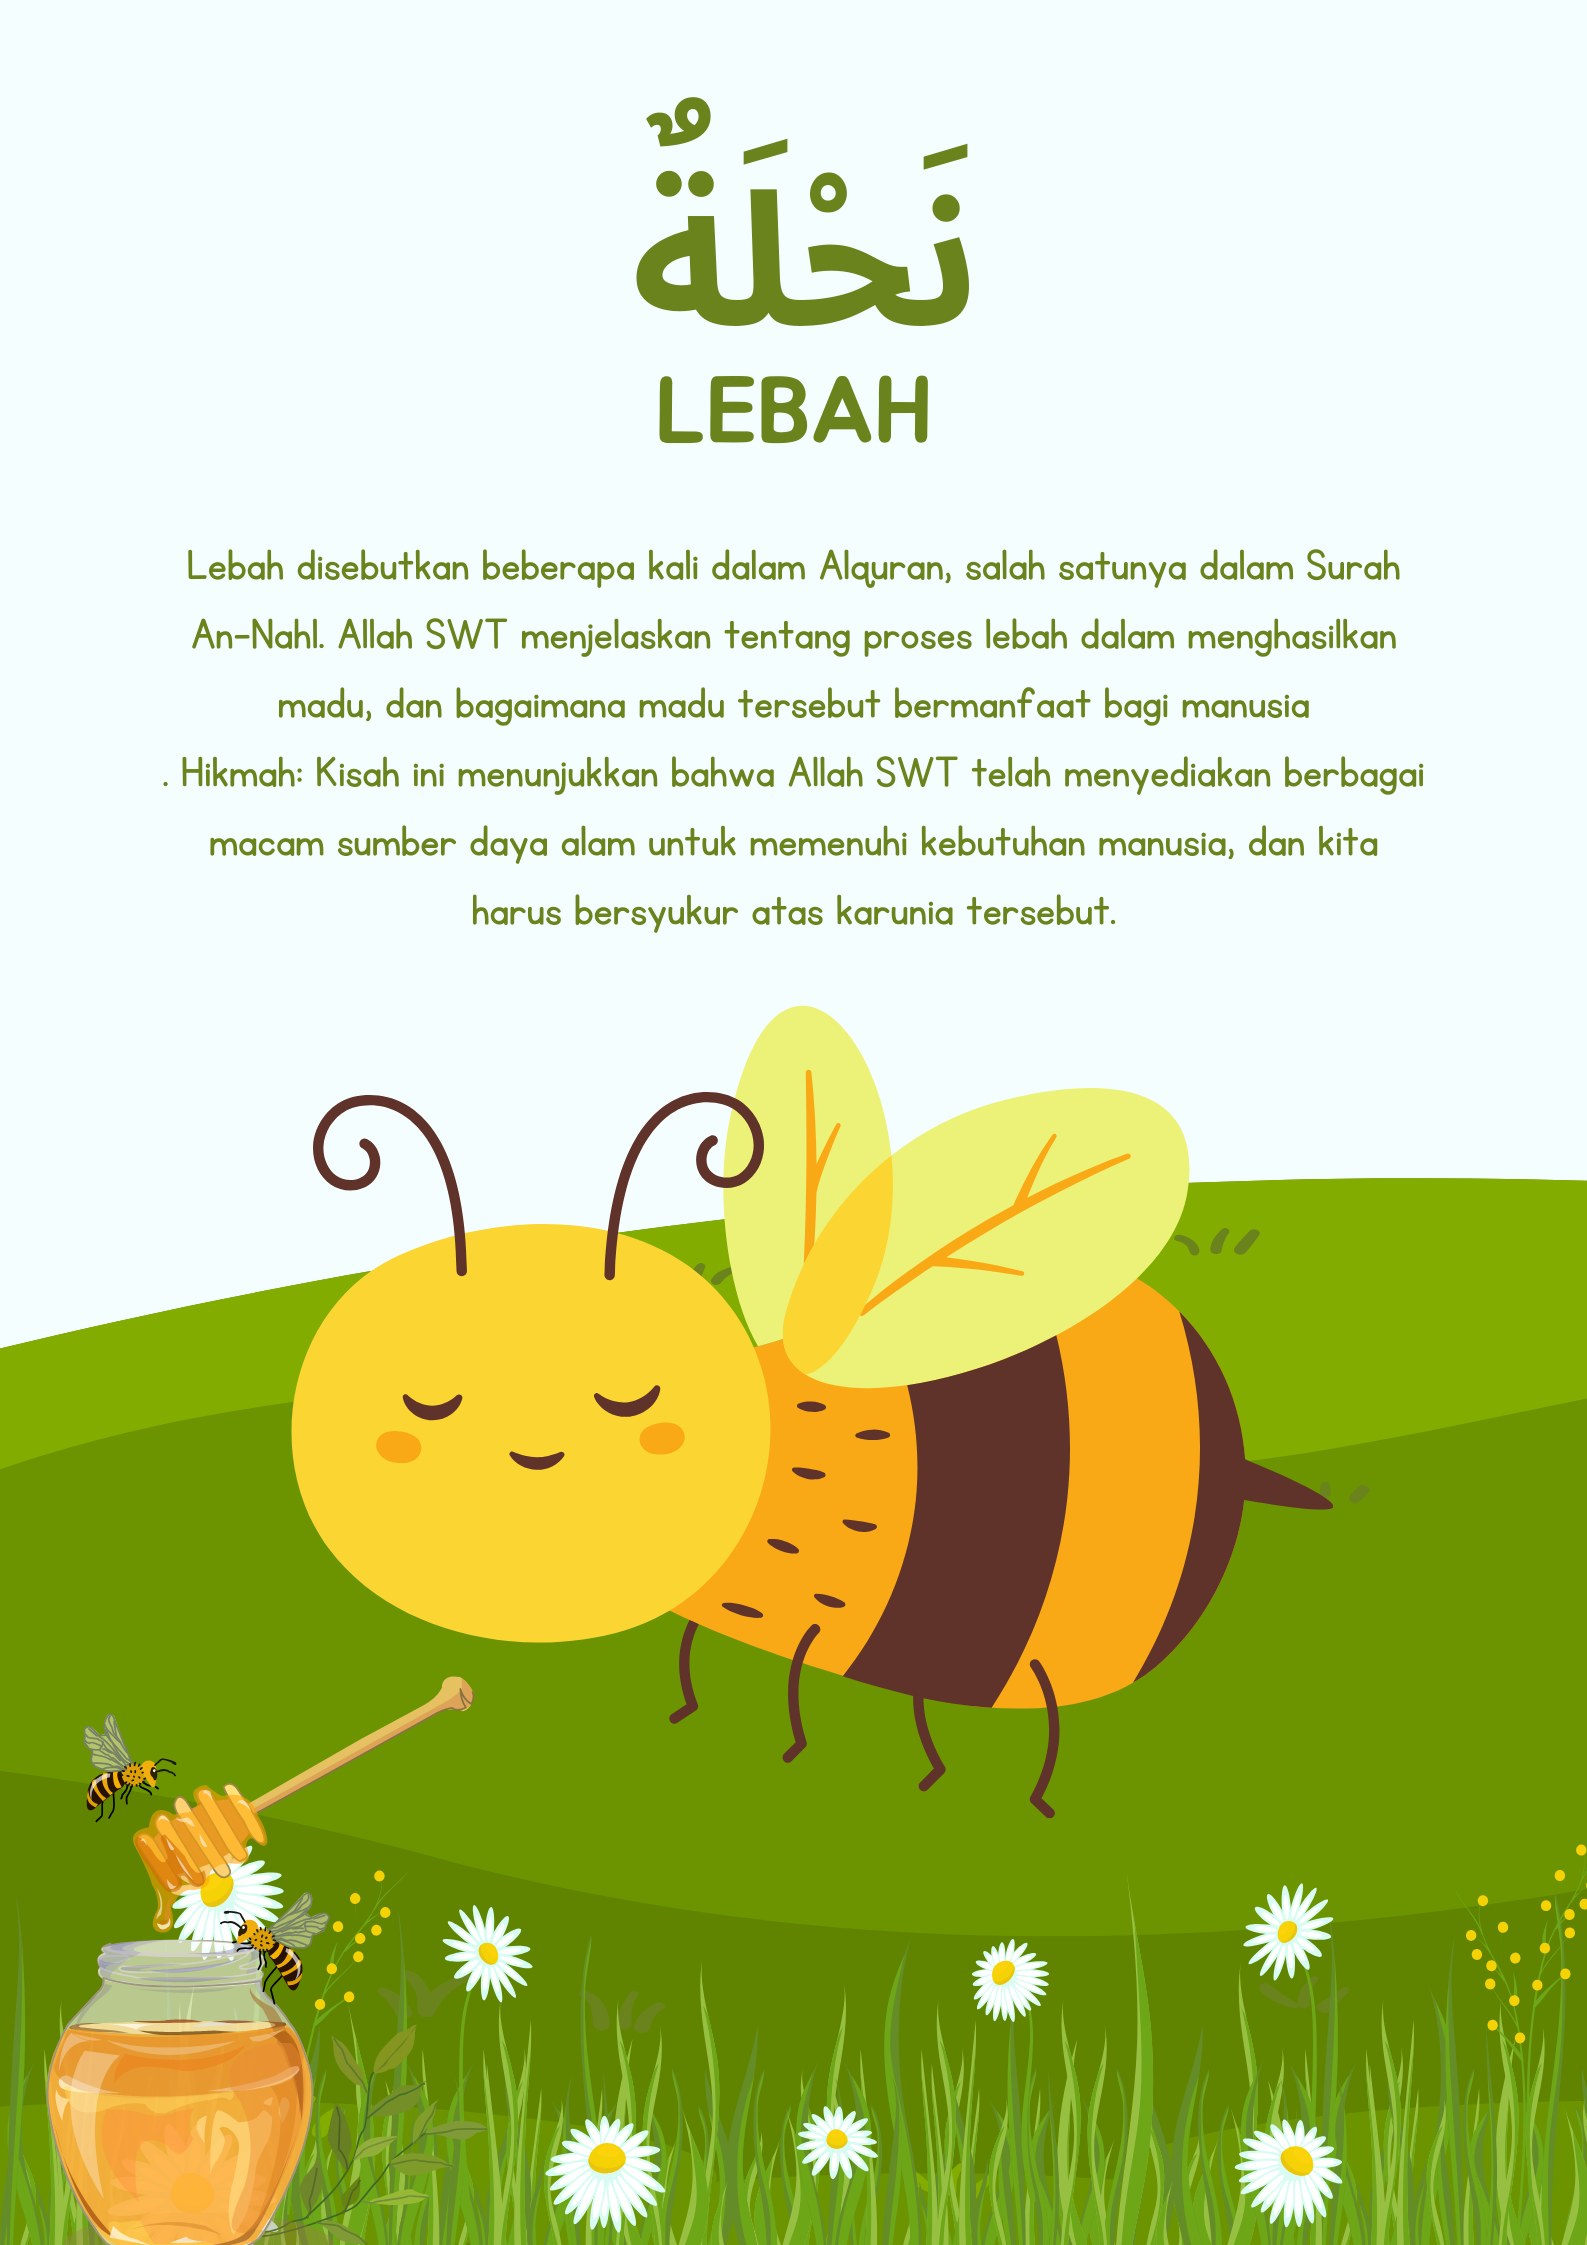 نَحْلَةٌ
LEBAH
Lebah disebutkan beberapa kali dalam Alquran, salah satunya dalam Surah
An-Nahl. Allah SWT menjelaskan tentang proses lebah dalam menghasilkan
madu, dan bagaimana madu tersebut bermanfaat bagi manusia
. Hikmah: Kisah ini menunjukkan bahwa Allah SWT telah menyediakan berbagai
macam sumber daya alam untuk memenuhi kebutuhan manusia, dan kita
harus bersyukur atas karunia tersebut.